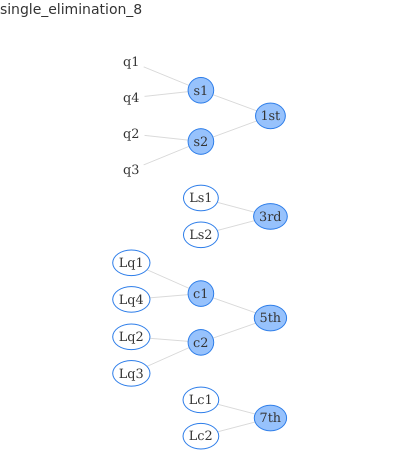 single_elimination_8
q1
q4
s1
1st
q2
s2
q3
Ls1
3rd
Ls2
Lq1
c1
Lq4
5th
Lq2
c2
Lq3
Lc1
7th
Lc2